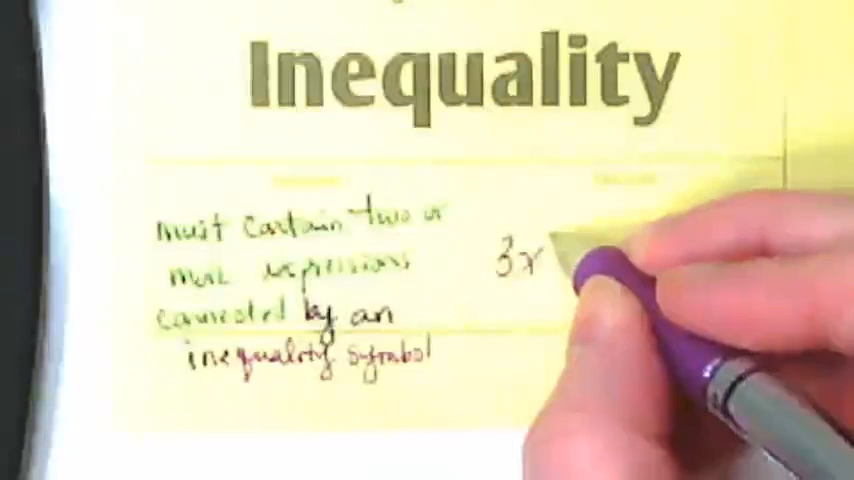 Inequality
must contain two or
more expressions
connected by an
inequality symbol
3x